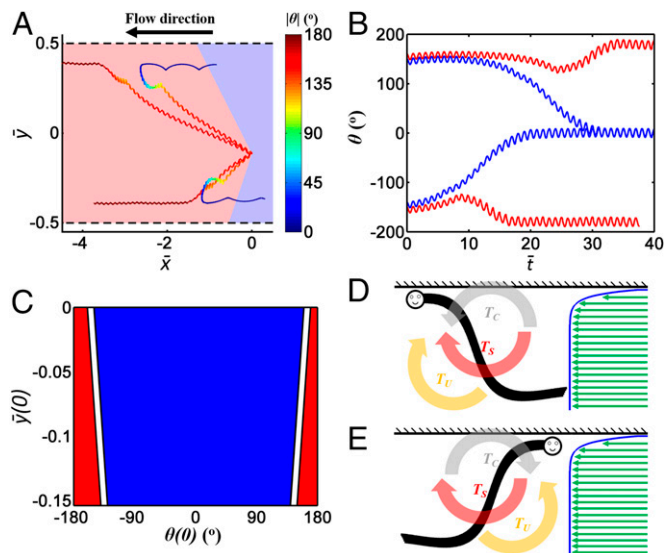 A
Flow direction
|θ| (°)
0.5
ȳ
0
-0.5
-4
-2
0
x̄
180
135
90
45
0
B
θ (°)
200
100
0
-100
-200
0
10
20
30
40
t̄
C
ȳ(0)
0
-0.05
-0.1
-0.15
-180
-90
0
90
180
θ(0) (°)
D
T_C
T_S
T_U
E
T_C
T_S
T_U